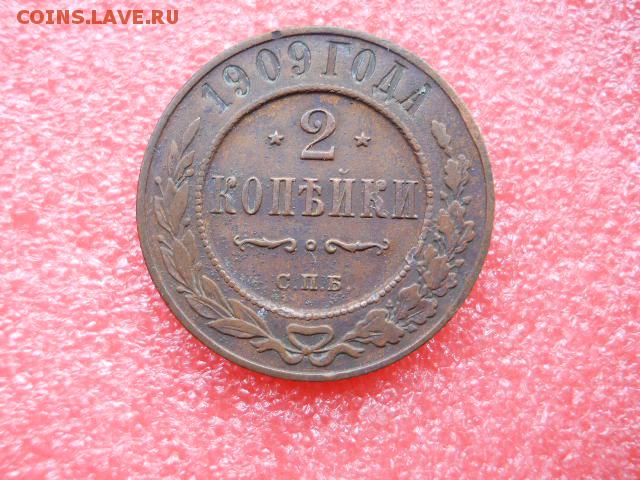 COINS.LAVE.RU
1909 ГОДА
2
КОПѢЙКИ
С.П.Б.